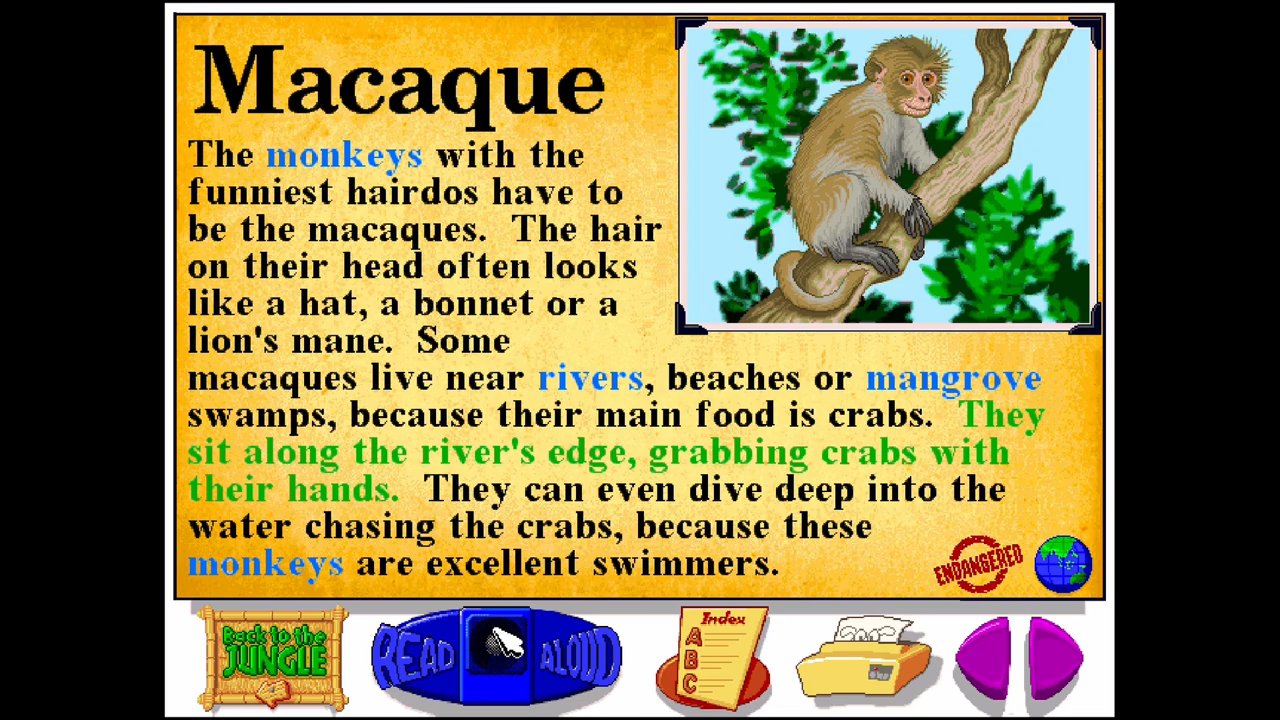 Macaque
The monkeys with the
funniest hairdos have to
be the macaques.  The hair
on their head often looks
like a hat, a bonnet or a
lion's mane.  Some
macaques live near rivers, beaches or mangrove
swamps, because their main food is crabs.  They
sit along the river's edge, grabbing crabs with
their hands.  They can even dive deep into the
water chasing the crabs, because these
monkeys are excellent swimmers.
ENDANGERED
Back to the
JUNGLE
READ ALOUD
Index
A
B
C